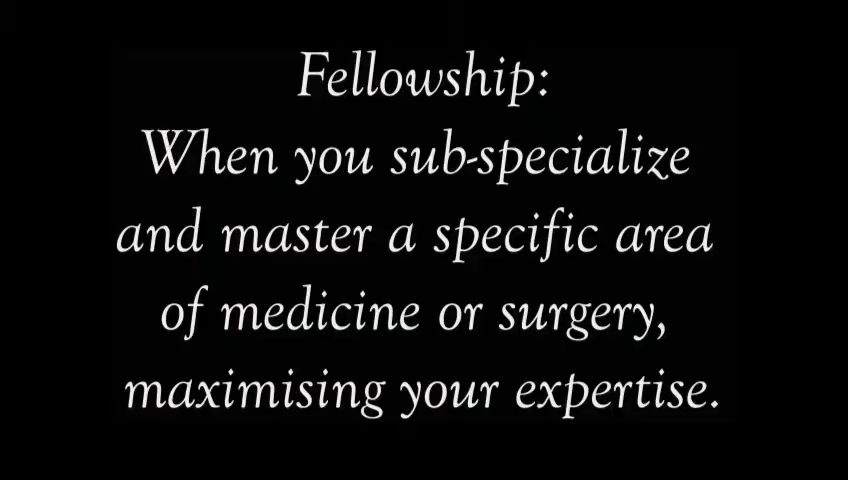 Fellowship:
When you sub-specialize
and master a specific area
of medicine or surgery,
maximising your expertise.